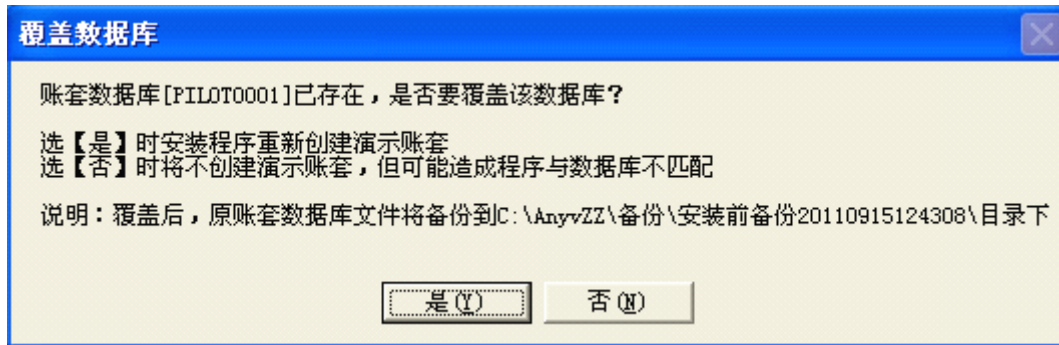 覆盖数据库
账套数据库[PILOT0001]已存在，是否要覆盖该数据库?
选【是】时安装程序重新创建演示账套
选【否】时将不创建演示账套，但可能造成程序与数据库不匹配
说明：覆盖后，原账套数据库文件将备份到C:\AnyvZZ\备份\安装前备份20110915124308\目录下
是(Y) 否(N)